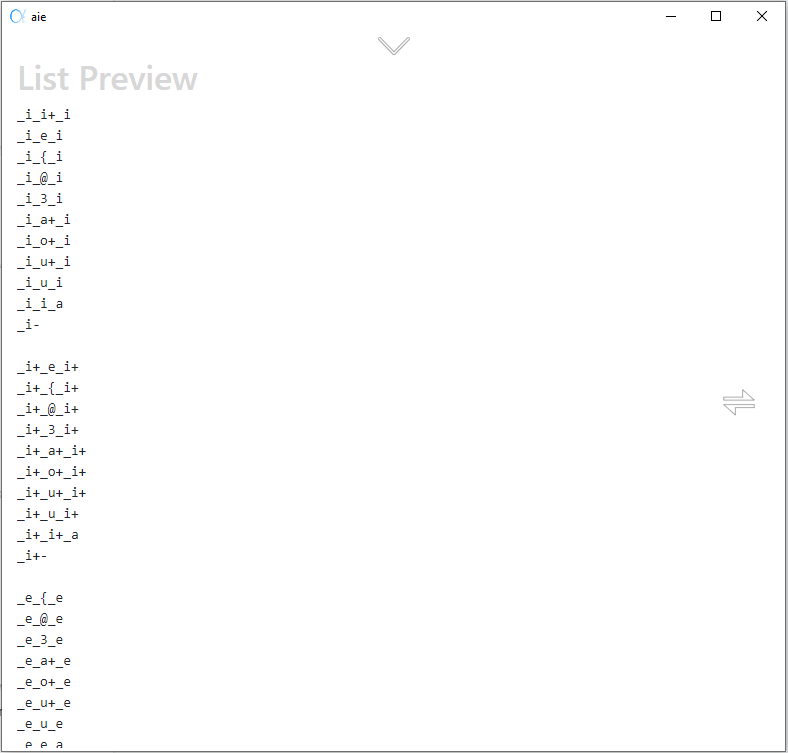 aie
List Preview
_i_i+_i
_i_e_i
_i_{_i
_i_@_i
_i_3_i
_i_a+_i
_i_o+_i
_i_u+_i
_i_u_i
_i_i_a
_i-
_i+_e_i+
_i+_{_i+
_i+_@_i+
_i+_3_i+
_i+_a+_i+
_i+_o+_i+
_i+_u+_i+
_i+_u_i+
_i+_i+_a
_i+-
_e_{_e
_e_@_e
_e_3_e
_e_a+_e
_e_o+_e
_e_u+_e
_e_u_e
_e_e_a